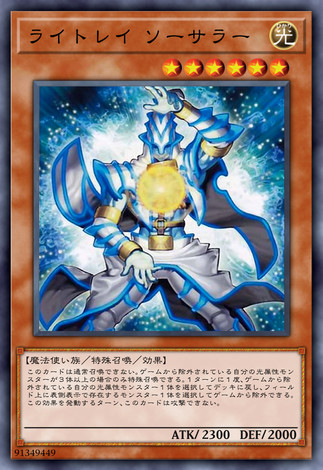 ライトレイ ソーサラー
光
【魔法使い族／特殊召喚／効果】
このカードは通常召喚できない。ゲームから除外されている自分の光属性モ
ンスターが３体以上の場合のみ特殊召喚できる。１ターンに１度、ゲームから除
外されている自分の光属性モンスター１体を選択してデッキに戻し、フィール
ド上に表側表示で存在するモンスター１体を選択してゲームから除外できる。
この効果を発動するターン、このカードは攻撃できない。
ATK/ 2300 DEF/2000
91349449